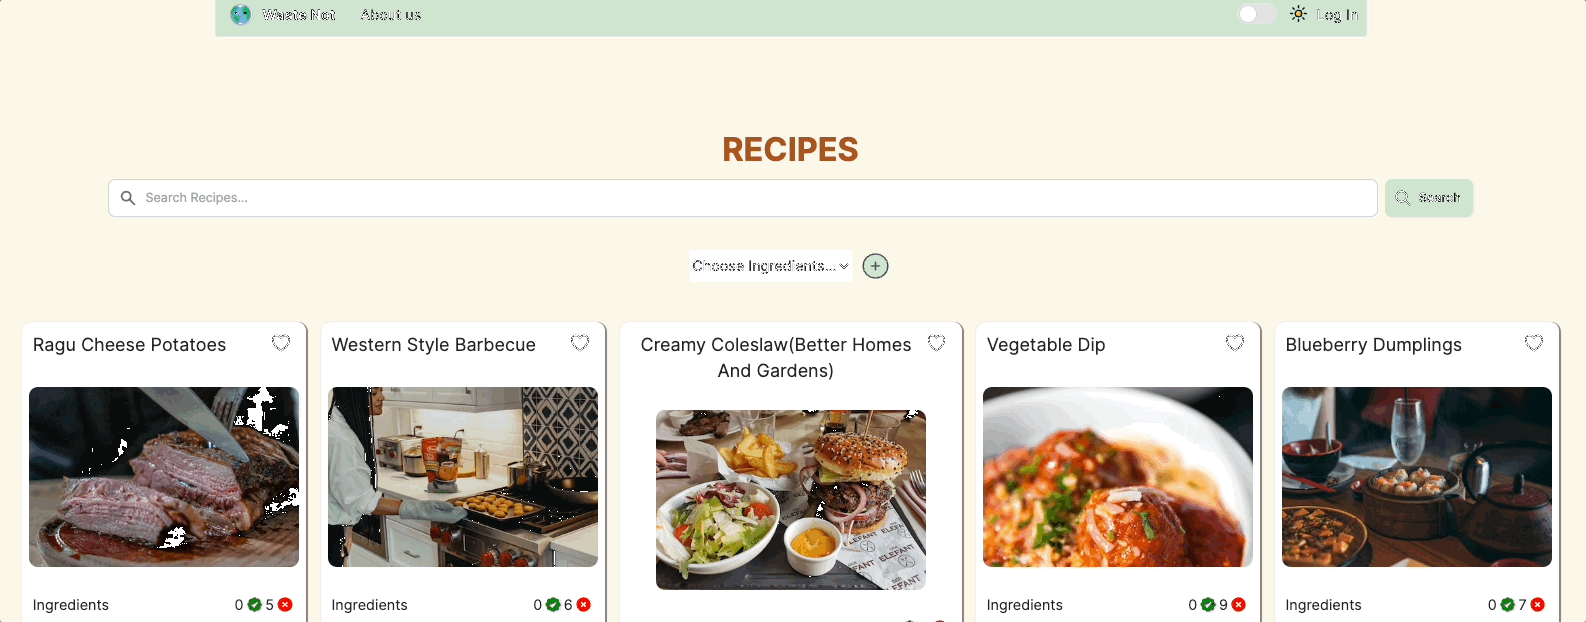 Waste Not About us Log In
RECIPES
Search Recipes... Search
Choose Ingredients...
Ragu Cheese Potatoes
Western Style Barbecue
Creamy Coleslaw(Better Homes
And Gardens)
Vegetable Dip
Blueberry Dumplings
ELEFANT
Ingredients 0 5
Ingredients 0 6
Ingredients 0 9
Ingredients 0 7